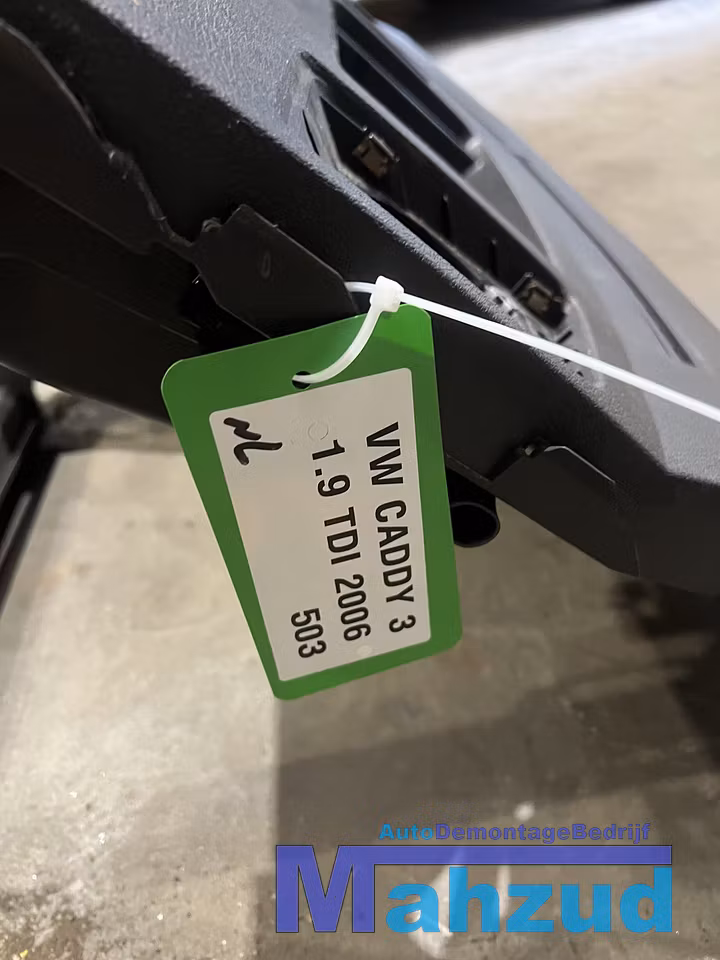 VW CADDY 3
1.9 TDI 2006
503
AutoDemontageBedrijf
Mahzud